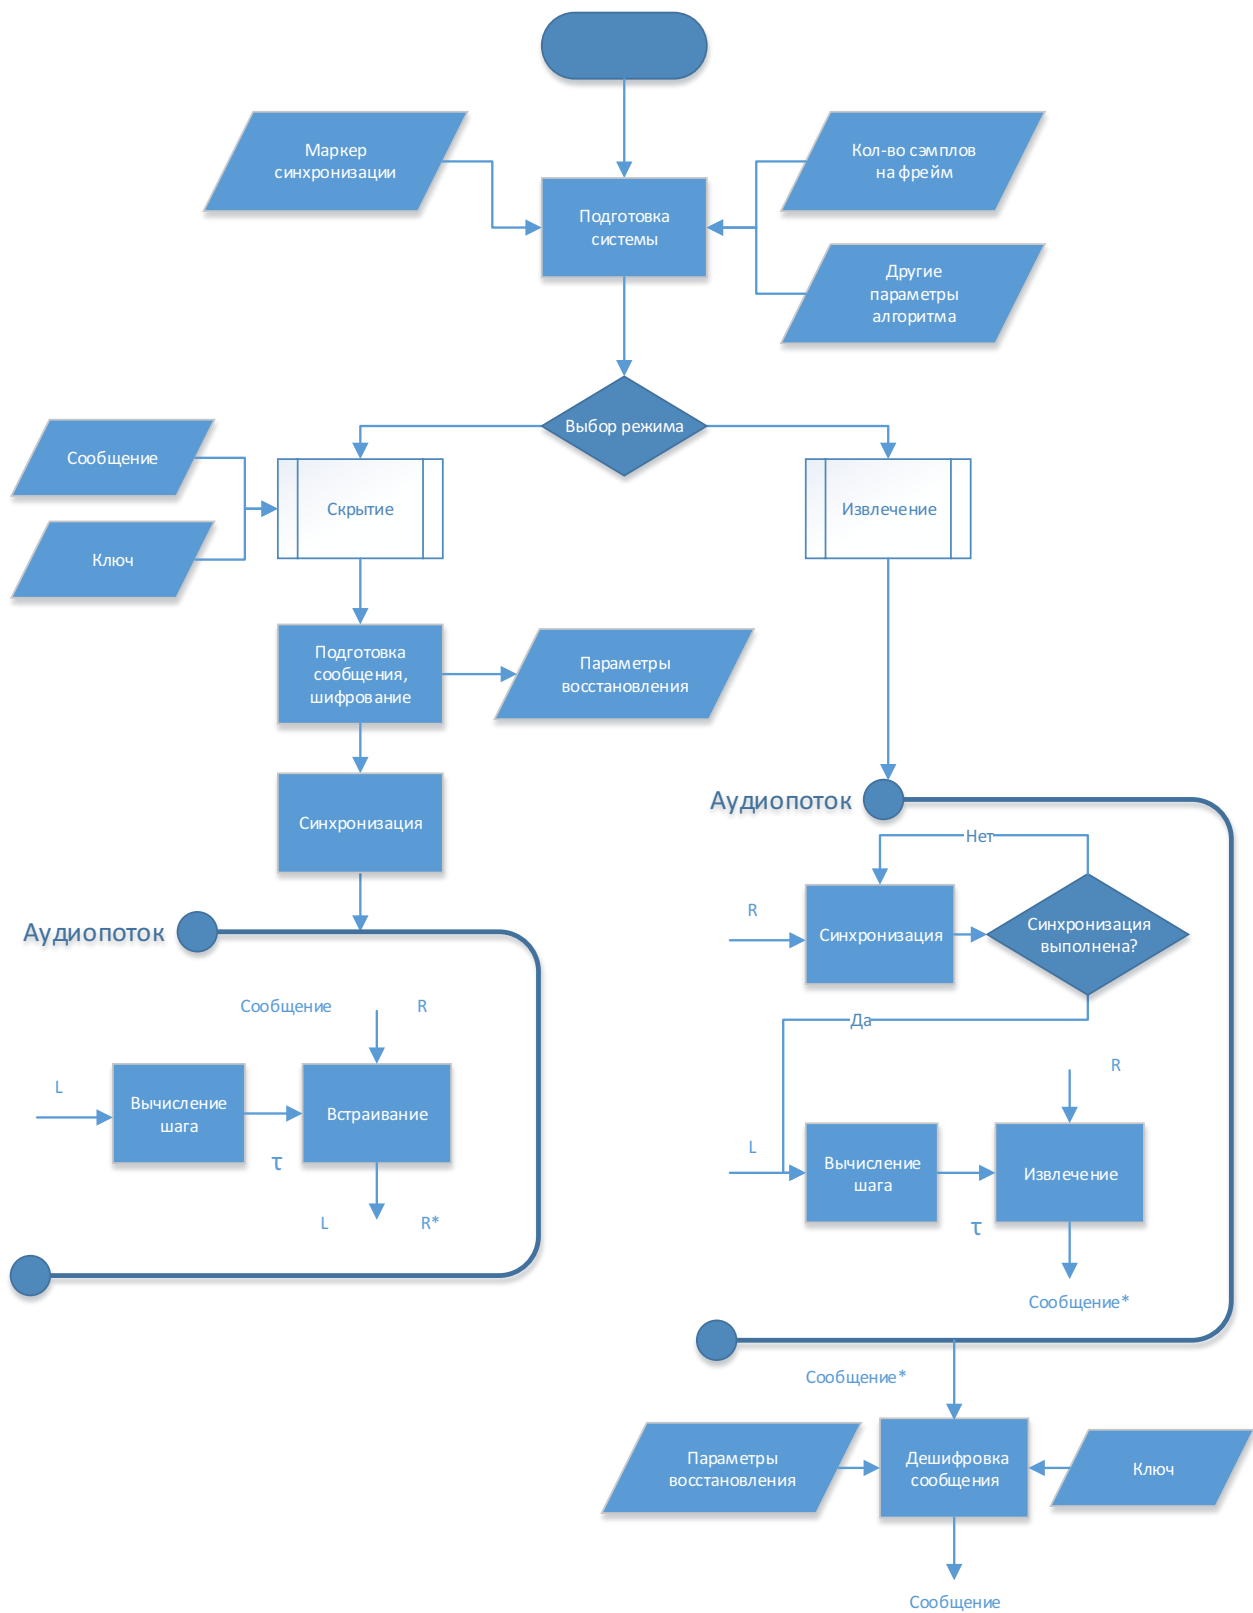 Маркер
синхронизации
Кол-во сэмплов
на фрейм
Подготовка
системы
Другие
параметры
алгоритма
Выбор режима
Сообщение
Ключ
Скрытие
Извлечение
Подготовка
сообщения,
шифрование
Параметры
восстановления
Синхронизация
Аудиопоток
Сообщение
R
L
Вычисление
шага
τ
Встраивание
L
R*
Аудиопоток
Нет
R
Синхронизация
Синхронизация
выполнена?
Да
R
L
Вычисление
шага
τ
Извлечение
Сообщение*
Сообщение*
Параметры
восстановления
Дешифровка
сообщения
Ключ
Сообщение